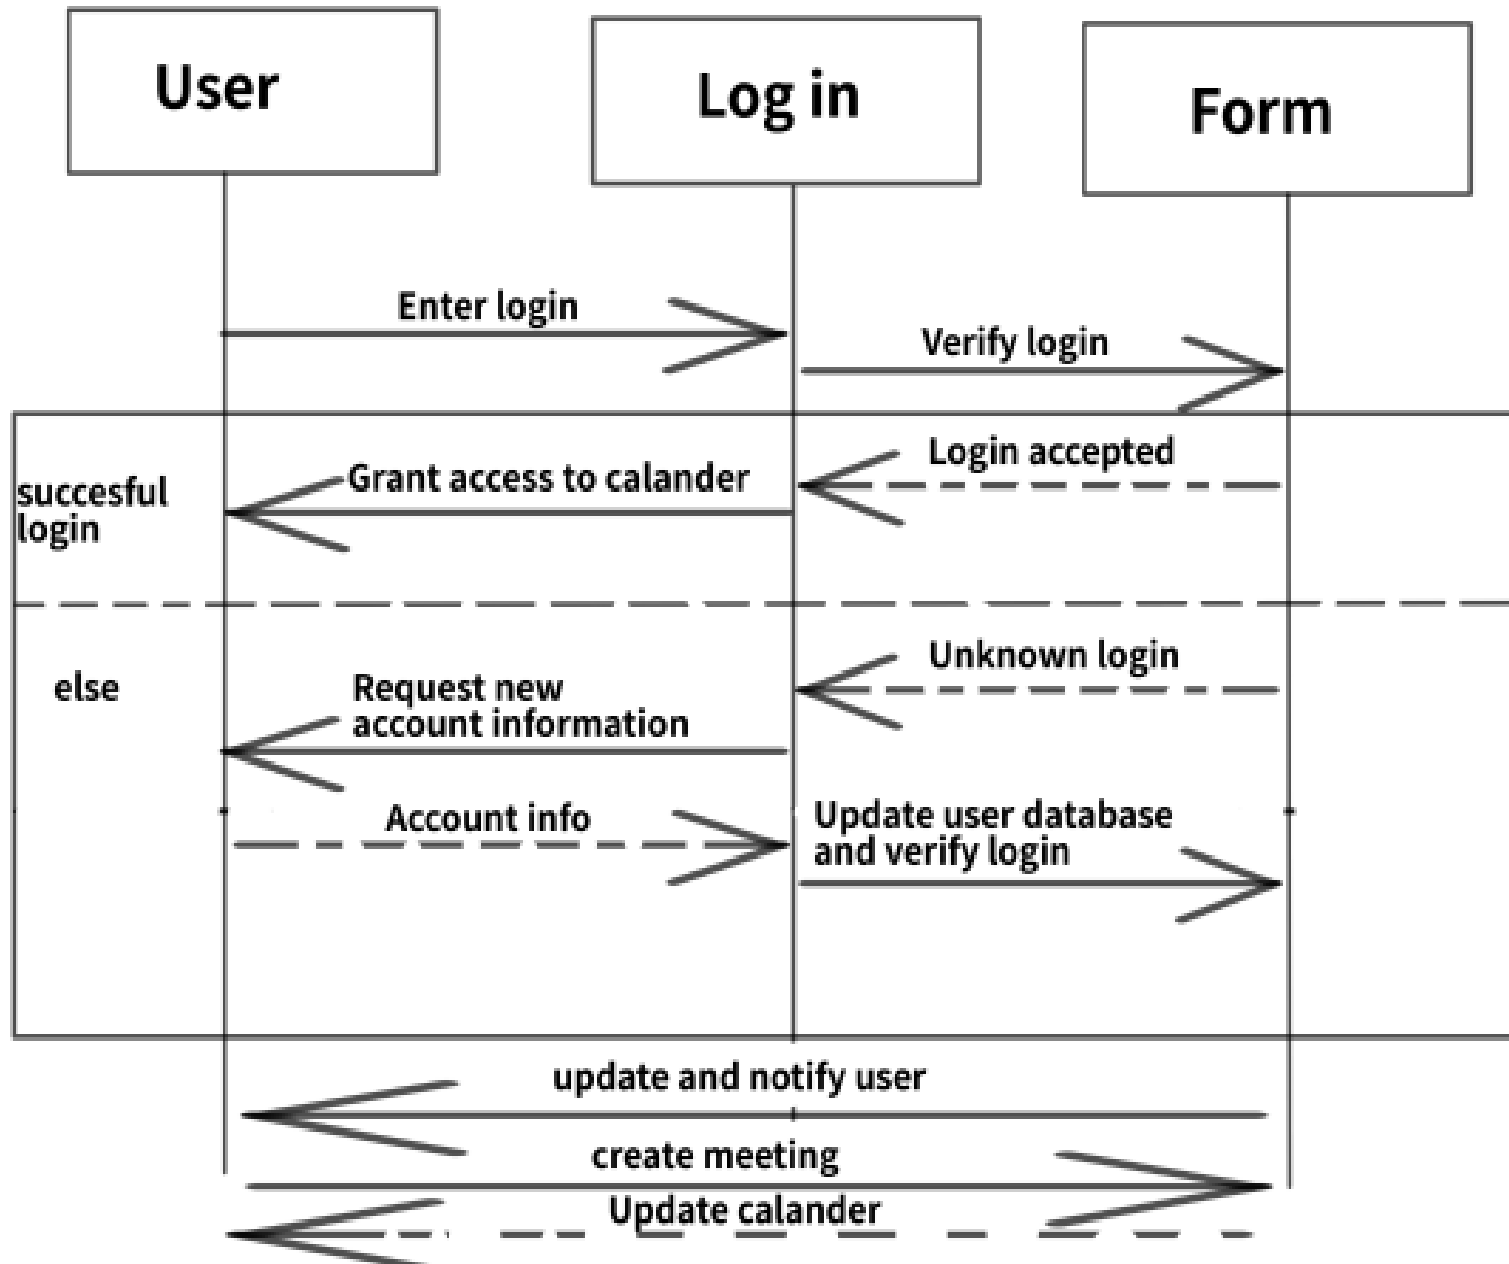 User
Log in
Form
Enter login
Verify login
Login accepted
Grant access to calander
succesful
login
Unknown login
else
Request new
account information
Account info
Update user database
and verify login
update and notify user
create meeting
Update calander